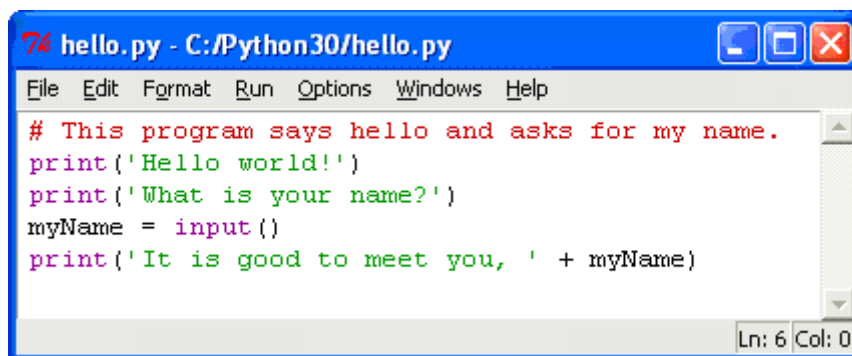 hello.py - C:/Python30/hello.py
File Edit Format Run Options Windows Help
# This program says hello and asks for my name.
print('Hello world!')
print('What is your name?')
myName = input()
print('It is good to meet you, ' + myName)
Ln: 6 Col: 0